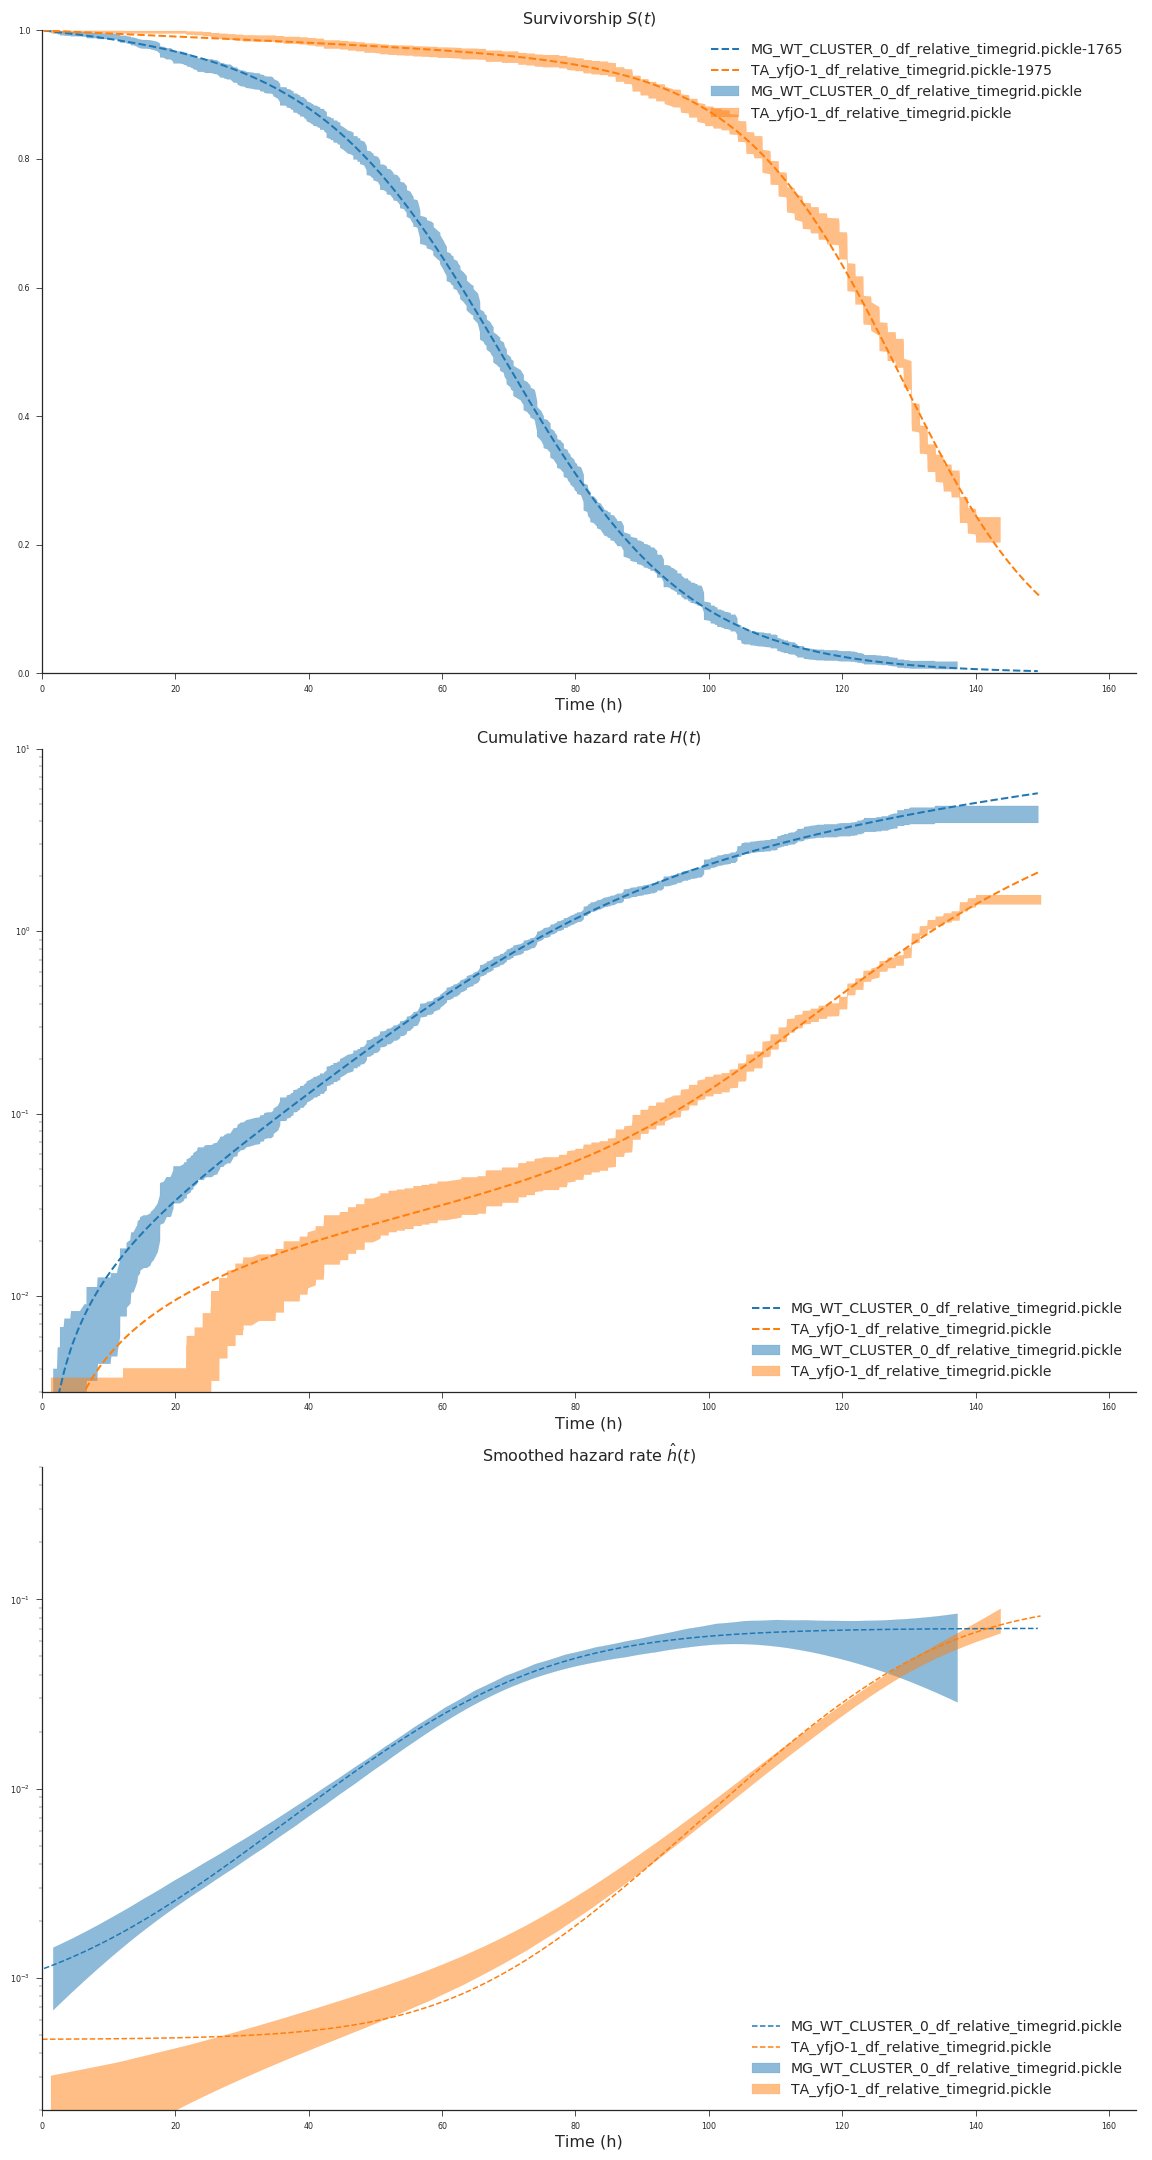 Survivorship S(t)
1.0
0.8
0.6
0.4
0.2
0.0
MG_WT_CLUSTER_0_df_relative_timegrid.pickle-1765
TA_yfjO-1_df_relative_timegrid.pickle-1975
MG_WT_CLUSTER_0_df_relative_timegrid.pickle
TA_yfjO-1_df_relative_timegrid.pickle
0 20 40 60 80 100 120 140 160
Time (h)
Cumulative hazard rate H(t)
10¹
10⁰
10⁻¹
10⁻²
MG_WT_CLUSTER_0_df_relative_timegrid.pickle
TA_yfjO-1_df_relative_timegrid.pickle
MG_WT_CLUSTER_0_df_relative_timegrid.pickle
TA_yfjO-1_df_relative_timegrid.pickle
0 20 40 60 80 100 120 140 160
Time (h)
Smoothed hazard rate ĥ(t)
10⁻¹
10⁻²
10⁻³
MG_WT_CLUSTER_0_df_relative_timegrid.pickle
TA_yfjO-1_df_relative_timegrid.pickle
MG_WT_CLUSTER_0_df_relative_timegrid.pickle
TA_yfjO-1_df_relative_timegrid.pickle
0 20 40 60 80 100 120 140 160
Time (h)